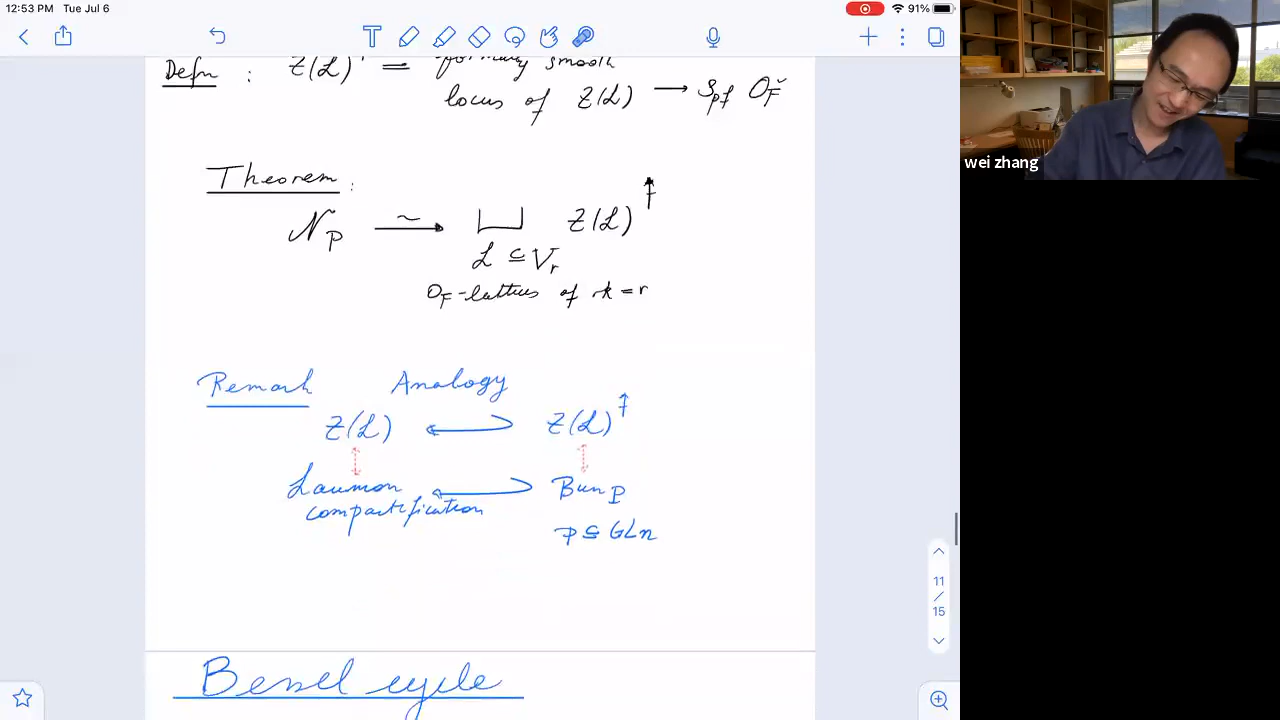 12:53 PM Tue Jul 6
91%
Defn : Z(L)° = formally smooth
locus of Z(L) → Spf OF̆
Theorem :
N_P ~→ ⊔ Z(L)°
L ⊆ V_r
O_F-lattices of rk = r
Remark Analogy
Z(L) ↩ Z(L)°
Laumon ↩ Bun_P
compactification
P ⊆ GLn
Bessel cycle
11
/
15
wei zhang